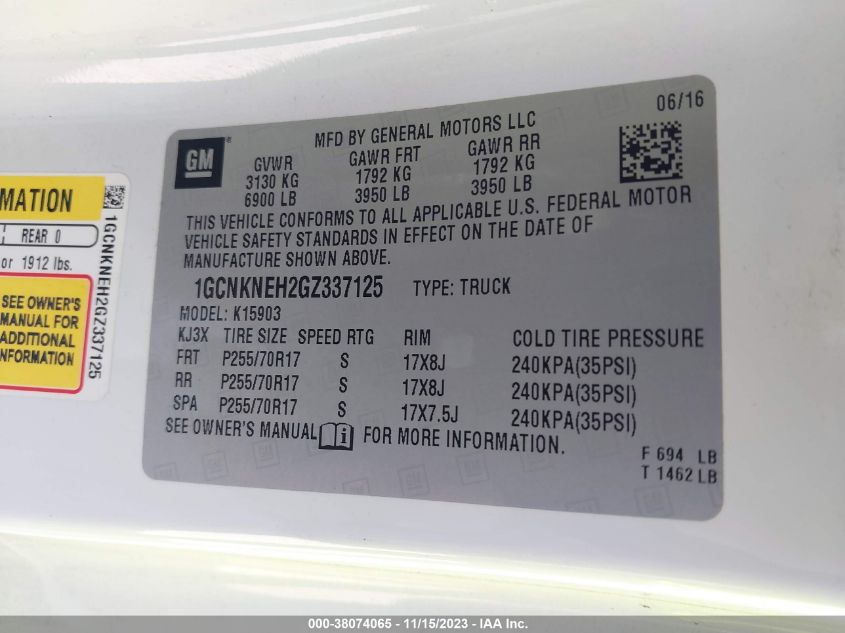 06/16
MFD BY GENERAL MOTORS LLC
GM
GVWR GAWR FRT GAWR RR
3130 KG 1792 KG 1792 KG
6900 LB 3950 LB 3950 LB
THIS VEHICLE CONFORMS TO ALL APPLICABLE U.S. FEDERAL MOTOR
VEHICLE SAFETY STANDARDS IN EFFECT ON THE DATE OF
MANUFACTURE SHOWN ABOVE.
1GCNKNEH2GZ337125 TYPE: TRUCK
MODEL: K15903
KJ3X TIRE SIZE SPEED RTG RIM COLD TIRE PRESSURE
FRT P255/70R17 S 17X8J 240KPA(35PSI)
RR P255/70R17 S 17X8J 240KPA(35PSI)
SPA P255/70R17 S 17X7.5J 240KPA(35PSI)
SEE OWNER'S MANUAL i FOR MORE INFORMATION.
F 694 LB
T 1462 LB
MATION
REAR 0
or 1912 lbs.
SEE OWNER'S
MANUAL FOR
ADDITIONAL
INFORMATION
1GCNKNEH2GZ337125
000-38074065 - 11/15/2023 - IAA Inc.